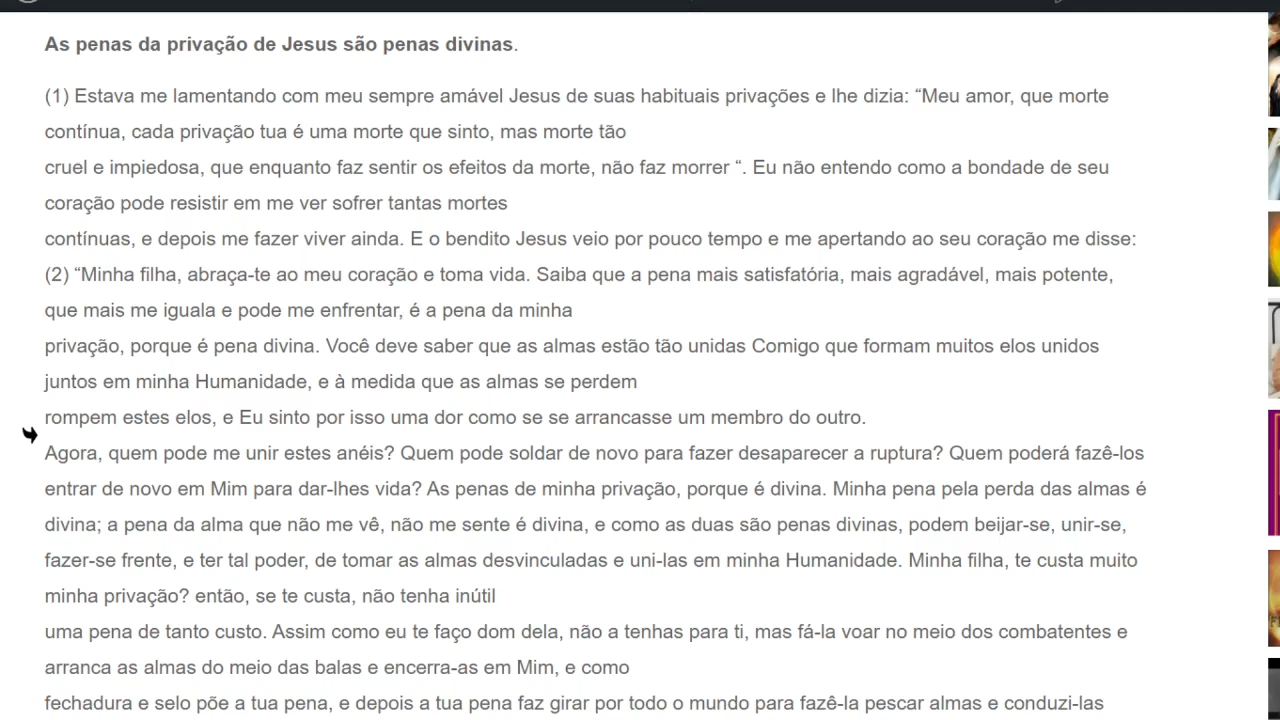 As penas da privação de Jesus são penas divinas.
(1) Estava me lamentando com meu sempre amável Jesus de suas habituais privações e lhe dizia: “Meu amor, que morte
contínua, cada privação tua é uma morte que sinto, mas morte tão
cruel e impiedosa, que enquanto faz sentir os efeitos da morte, não faz morrer “. Eu não entendo como a bondade de seu
coração pode resistir em me ver sofrer tantas mortes
contínuas, e depois me fazer viver ainda. E o bendito Jesus veio por pouco tempo e me apertando ao seu coração me disse:
(2) “Minha filha, abraça-te ao meu coração e toma vida. Saiba que a pena mais satisfatória, mais agradável, mais potente,
que mais me iguala e pode me enfrentar, é a pena da minha
privação, porque é pena divina. Você deve saber que as almas estão tão unidas Comigo que formam muitos elos unidos
juntos em minha Humanidade, e à medida que as almas se perdem
rompem estes elos, e Eu sinto por isso uma dor como se se arrancasse um membro do outro.
Agora, quem pode me unir estes anéis? Quem pode soldar de novo para fazer desaparecer a ruptura? Quem poderá fazê-los
entrar de novo em Mim para dar-lhes vida? As penas de minha privação, porque é divina. Minha pena pela perda das almas é
divina; a pena da alma que não me vê, não me sente é divina, e como as duas são penas divinas, podem beijar-se, unir-se,
fazer-se frente, e ter tal poder, de tomar as almas desvinculadas e uni-las em minha Humanidade. Minha filha, te custa muito
minha privação? então, se te custa, não tenha inútil
uma pena de tanto custo. Assim como eu te faço dom dela, não a tenhas para ti, mas fá-la voar no meio dos combatentes e
arranca as almas do meio das balas e encerra-as em Mim, e como
fechadura e selo põe a tua pena, e depois a tua pena faz girar por todo o mundo para fazê-la pescar almas e conduzi-las